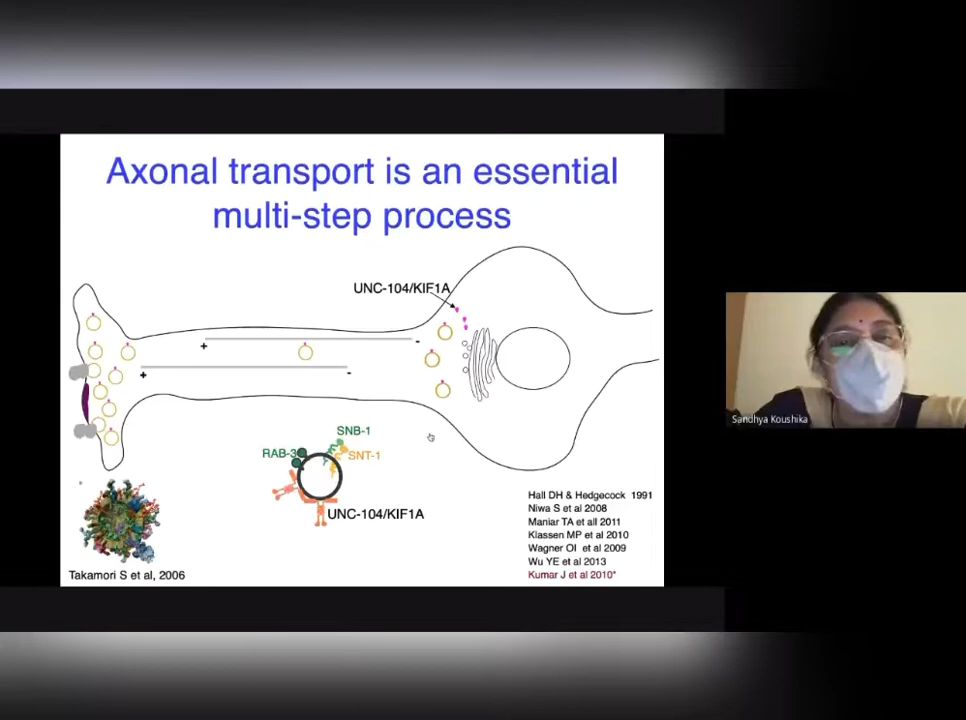 Axonal transport is an essential
multi-step process
UNC-104/KIF1A
+
-
+
-
SNB-1
RAB-3
SNT-1
UNC-104/KIF1A
Takamori S et al, 2006
Hall DH & Hedgecock 1991
Niwa S et al 2008
Maniar TA et all 2011
Klassen MP et al 2010
Wagner OI et al 2009
Wu YE et al 2013
Kumar J et al 2010*
Sandhya Koushika